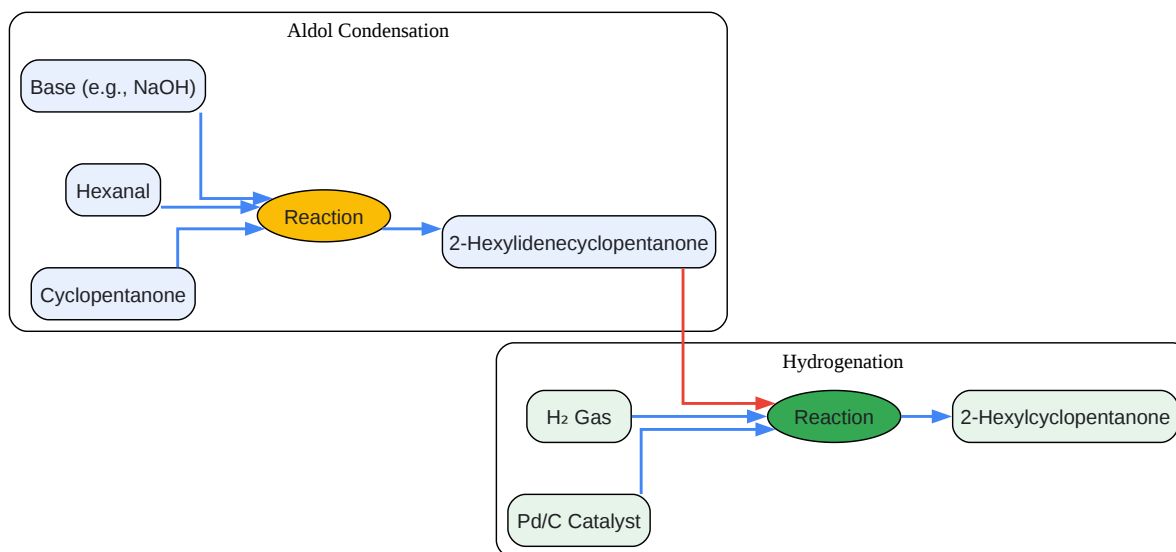 Aldol Condensation
Base (e.g., NaOH)
Hexanal
Reaction
Cyclopentanone
2-Hexylidenecyclopentanone
Hydrogenation
H₂ Gas
Reaction
2-Hexylcyclopentanone
Pd/C Catalyst